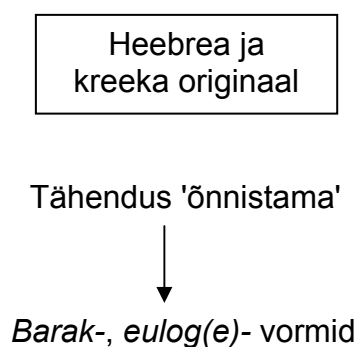 Heebrea ja
kreeka originaal
Tähendus 'õnnistama'
Barak-, eulog(e)- vormid